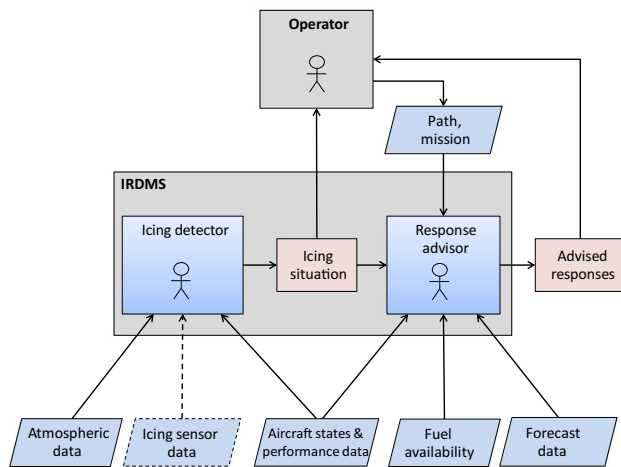 Operator
Path,
mission
IRDMS
Icing detector
Icing
situation
Response
advisor
Advised
responses
Atmospheric
data
Icing sensor
data
Aircraft states &
performance data
Fuel
availability
Forecast
data